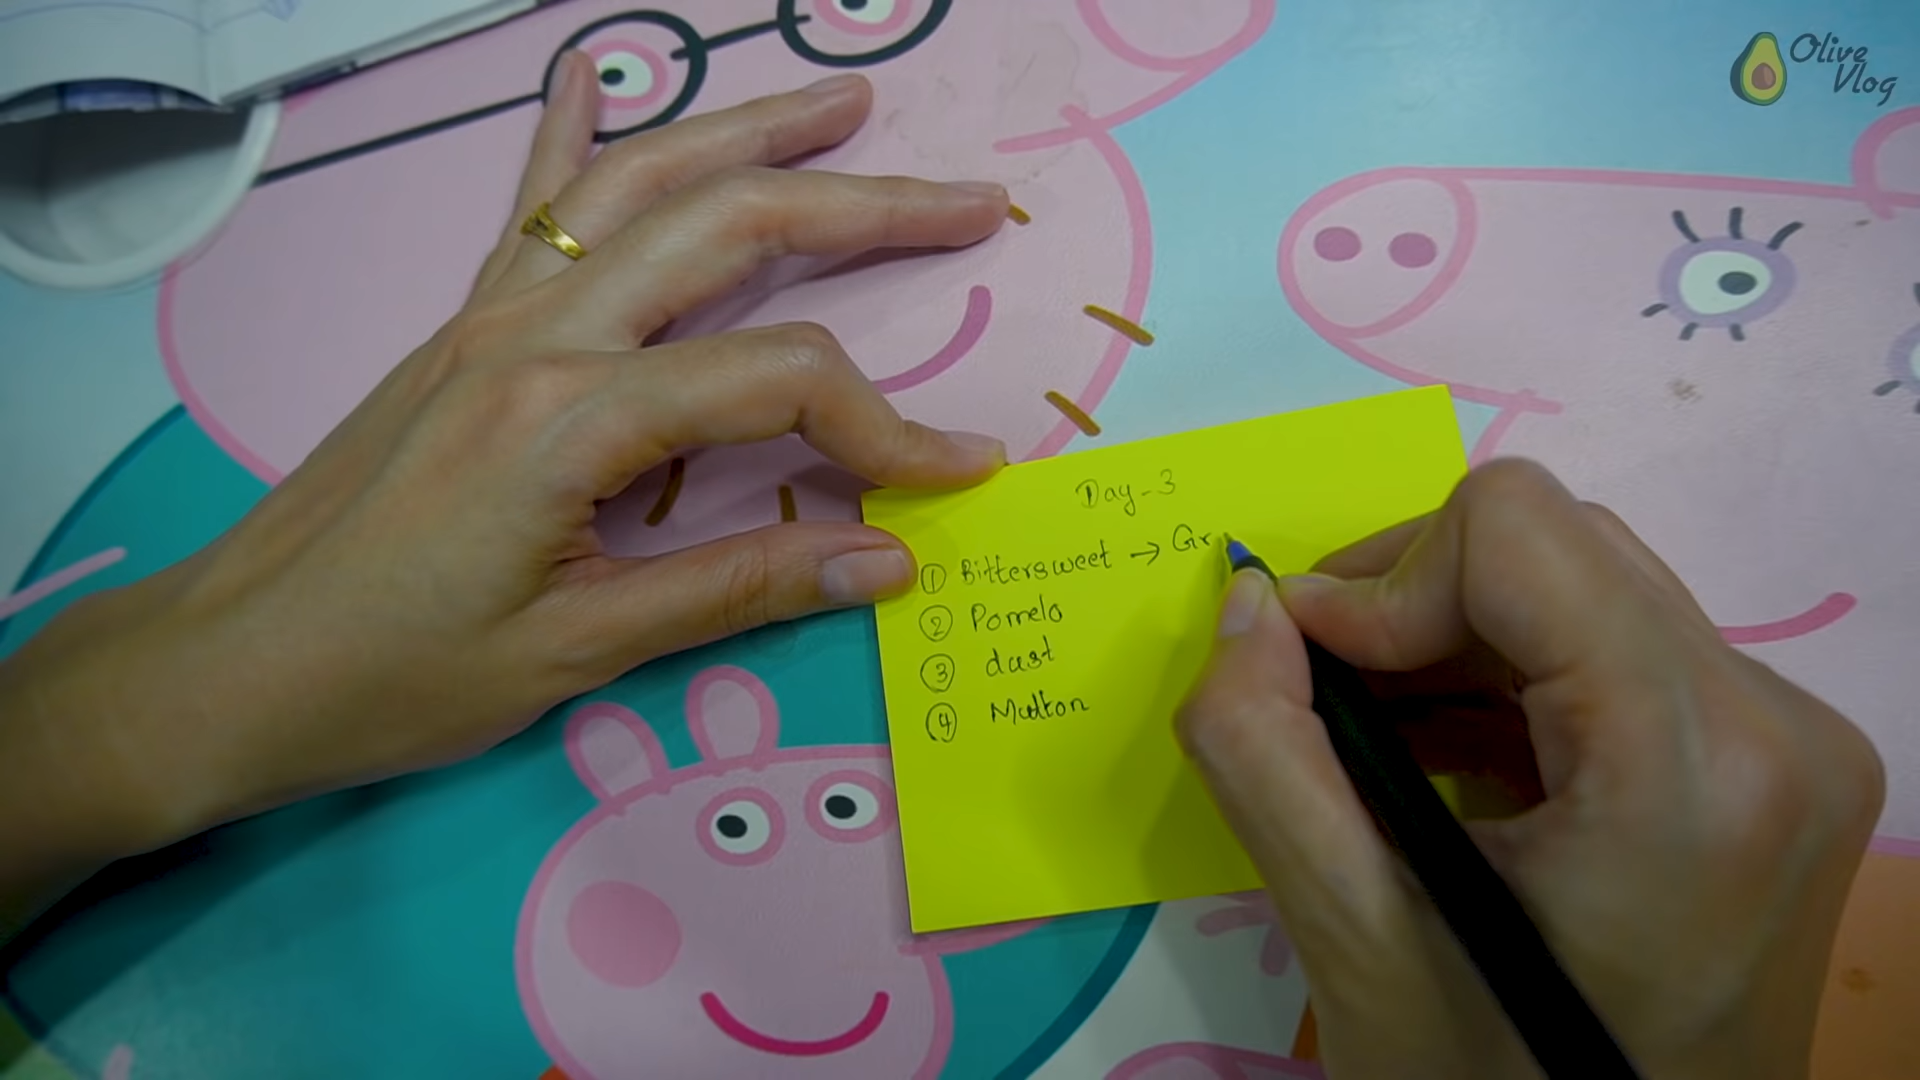 Olive
Vlog
Day-3
① Bittersweet → Gr
② Pomelo
③ dust
④ Mutton